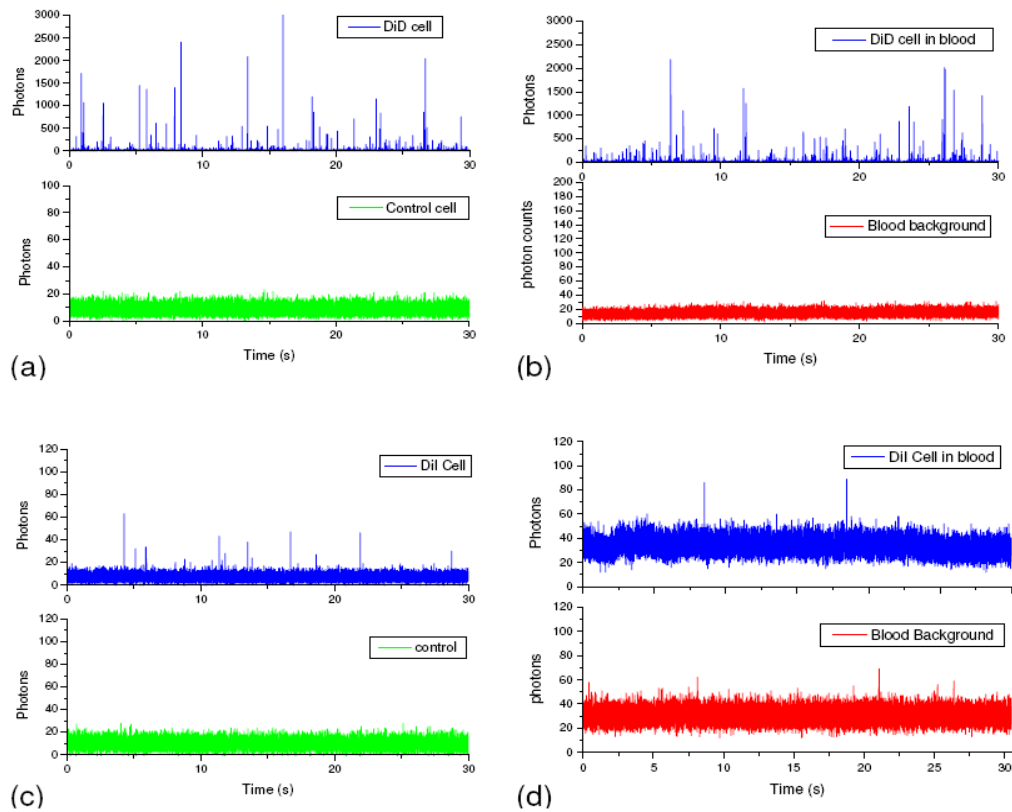 3000
2500
2000
1500
1000
500
0
Photons
DiD cell
0 10 20 30
100
80
60
40
20
0
Photons
Control cell
0 10 20 30
Time (s)
(a)
3000
2500
2000
1500
1000
500
0
Photons
DiD cell in blood
0 10 20 30
200
180
160
140
120
100
80
60
40
20
0
photon counts
Blood background
0 10 20 30
Time (s)
(b)
120
100
80
60
40
20
0
Photons
DiI Cell
0 10 20 30
120
100
80
60
40
20
0
Photons
control
0 10 20 30
Time (s)
(c)
120
100
80
60
40
20
0
Photons
DiI Cell in blood
0 10 20 30
120
100
80
60
40
20
0
photons
Blood Background
0 5 10 15 20 25 30
Time (s)
(d)